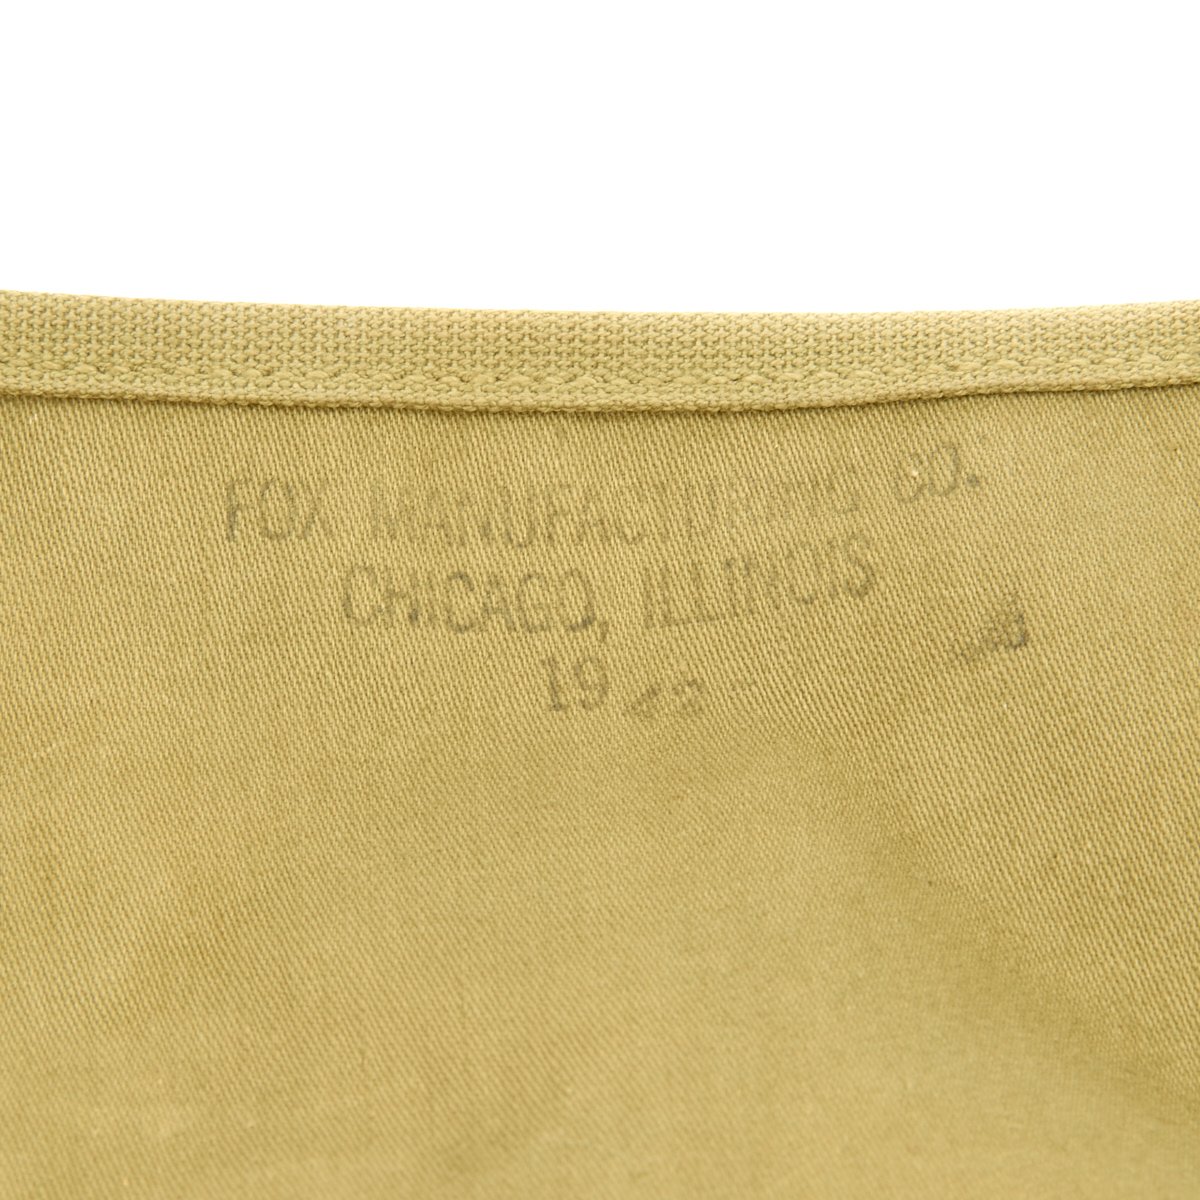 FOX MANUFACTURING CO.
CHICAGO, ILLINOIS
19